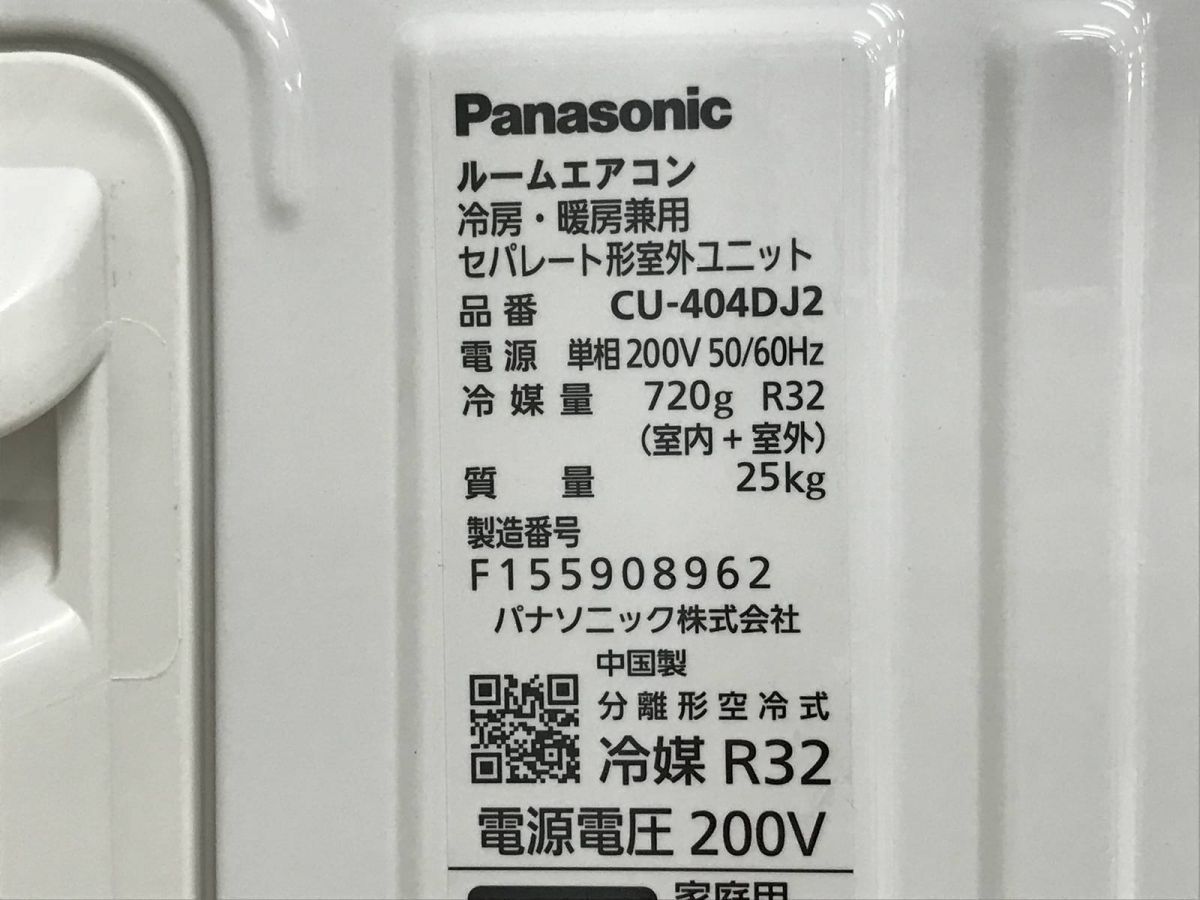 Panasonic
ルームエアコン
冷房・暖房兼用
セパレート形室外ユニット
品番 CU-404DJ2
電源 単相200V 50/60Hz
冷媒量 720g R32
(室内+室外)
質量 25kg
製造番号
F155908962
パナソニック株式会社
中国製
分離形空冷式
冷媒 R32
電源電圧 200V
家庭用